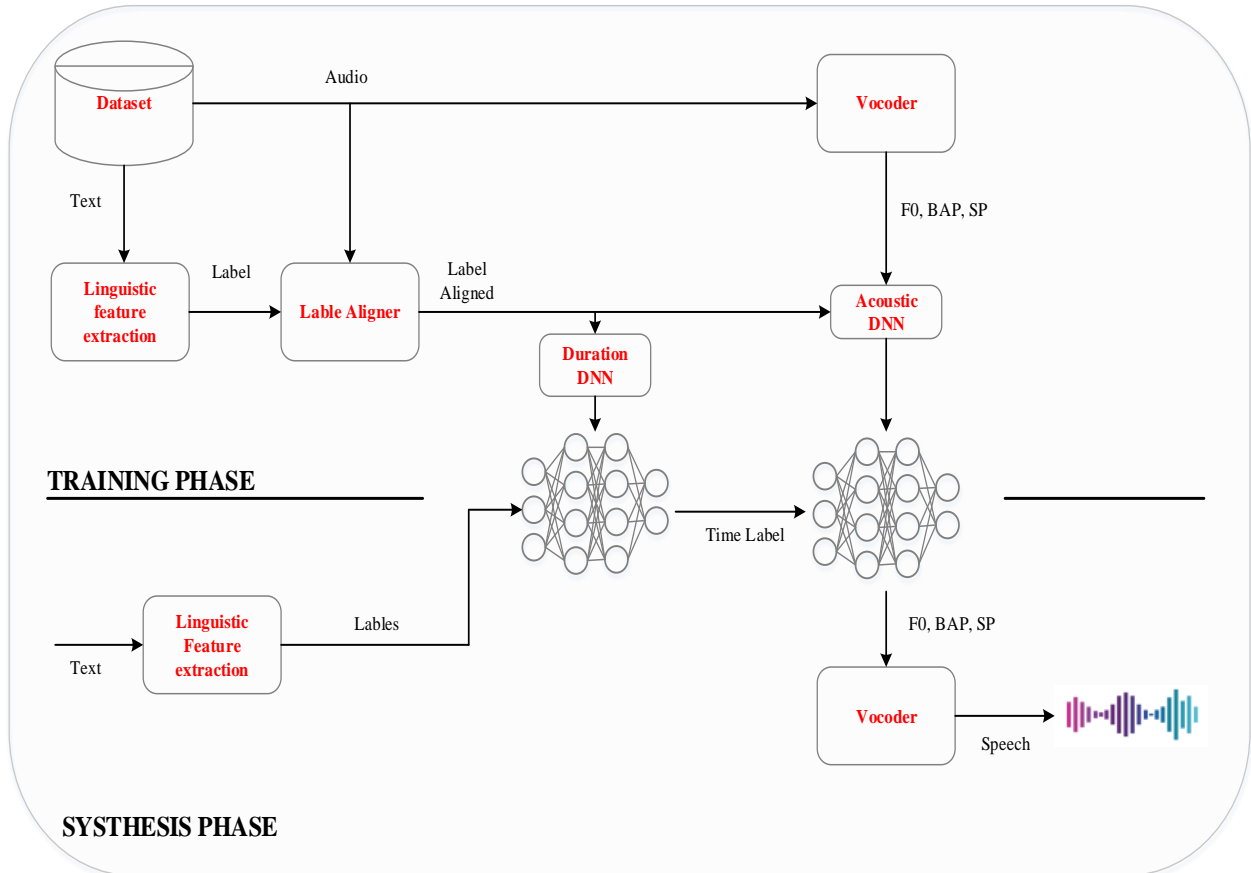 Audio
Dataset
Vocoder
Text
F0, BAP, SP
Label
Label
Aligned
Linguistic
feature
extraction
Lable Aligner
Acoustic
DNN
Duration
DNN
TRAINING PHASE
Time Label
Linguistic
Feature
extraction
Lables
Text
F0, BAP, SP
Vocoder
Speech
SYSTHESIS PHASE